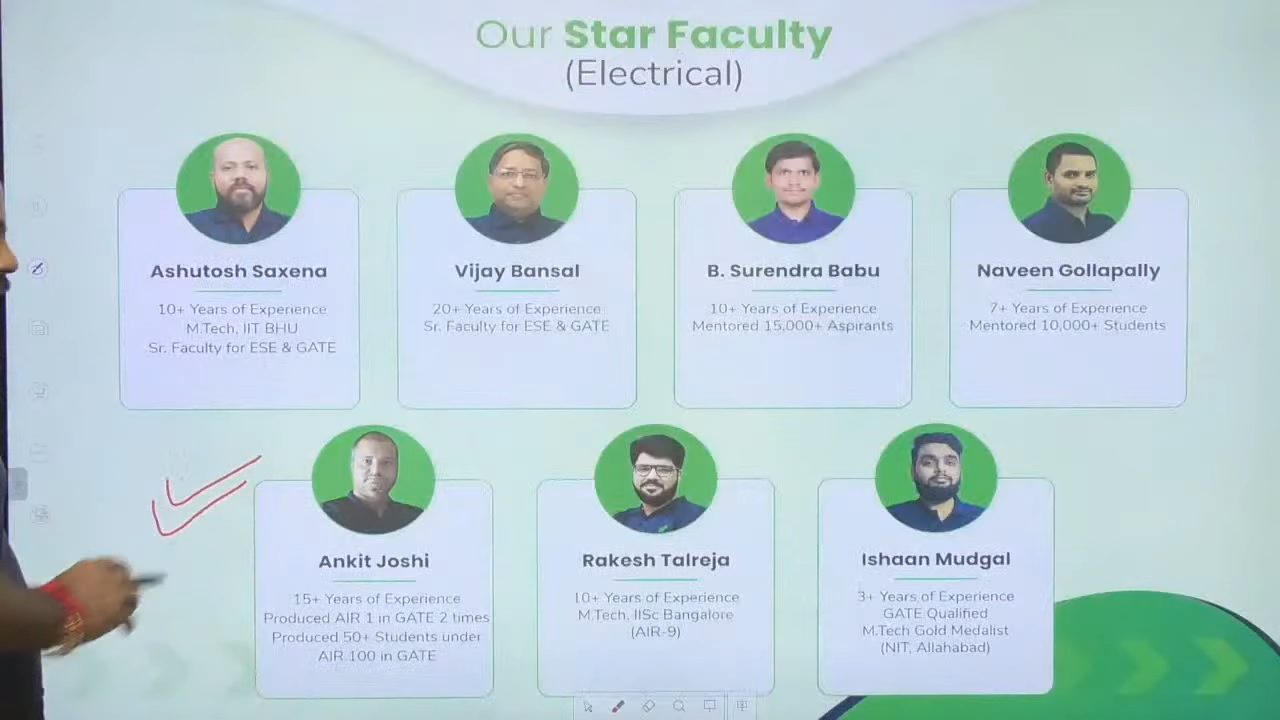 Our Star Faculty
(Electrical)
Ashutosh Saxena
10+ Years of Experience
M.Tech, IIT BHU
Sr. Faculty for ESE & GATE
Vijay Bansal
20+ Years of Experience
Sr. Faculty for ESE & GATE
B. Surendra Babu
10+ Years of Experience
Mentored 15,000+ Aspirants
Naveen Gollapally
7+ Years of Experience
Mentored 10,000+ Students
Ankit Joshi
15+ Years of Experience
Produced AIR 1 in GATE 2 times
Produced 50+ Students under
AIR 100 in GATE
Rakesh Talreja
10+ Years of Experience
M.Tech, IISc Bangalore
(AIR-9)
Ishaan Mudgal
3+ Years of Experience
GATE Qualified
M.Tech Gold Medalist
(NIT, Allahabad)